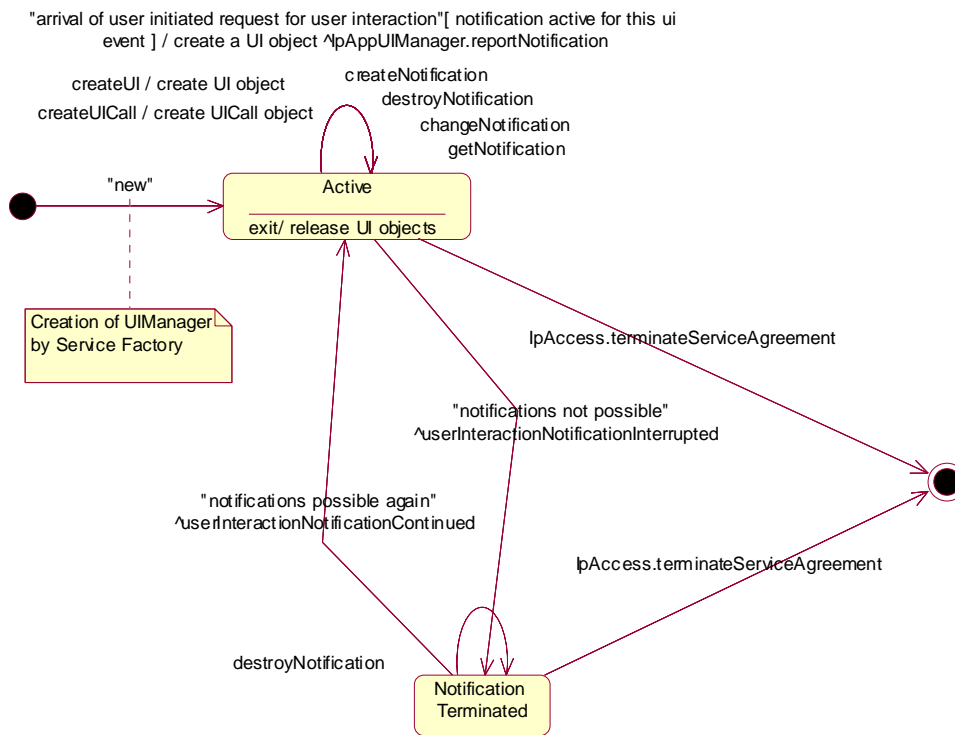 "arrival of user initiated request for user interaction"[ notification active for this ui
event ] / create a UI object ^IpAppUIManager.reportNotification
createUI / create UI object
createUICall / create UICall object
createNotification
destroyNotification
changeNotification
getNotification
"new"
Active
exit/ release UI objects
Creation of UIManager
by Service Factory
IpAccess.terminateServiceAgreement
"notifications not possible"
^userInteractionNotificationInterrupted
"notifications possible again"
^userInteractionNotificationContinued
IpAccess.terminateServiceAgreement
destroyNotification
Notification
Terminated